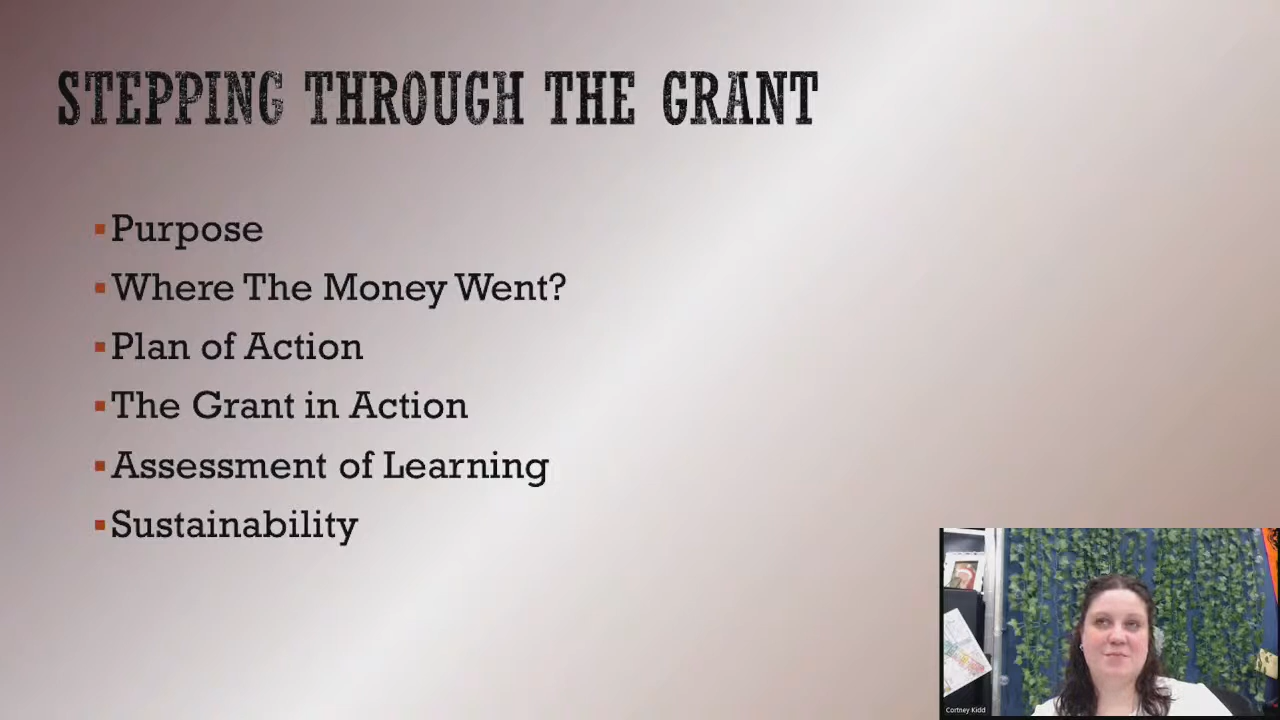 STEPPING THROUGH THE GRANT
Purpose
Where The Money Went?
Plan of Action
The Grant in Action
Assessment of Learning
Sustainability
Cortney Kidd